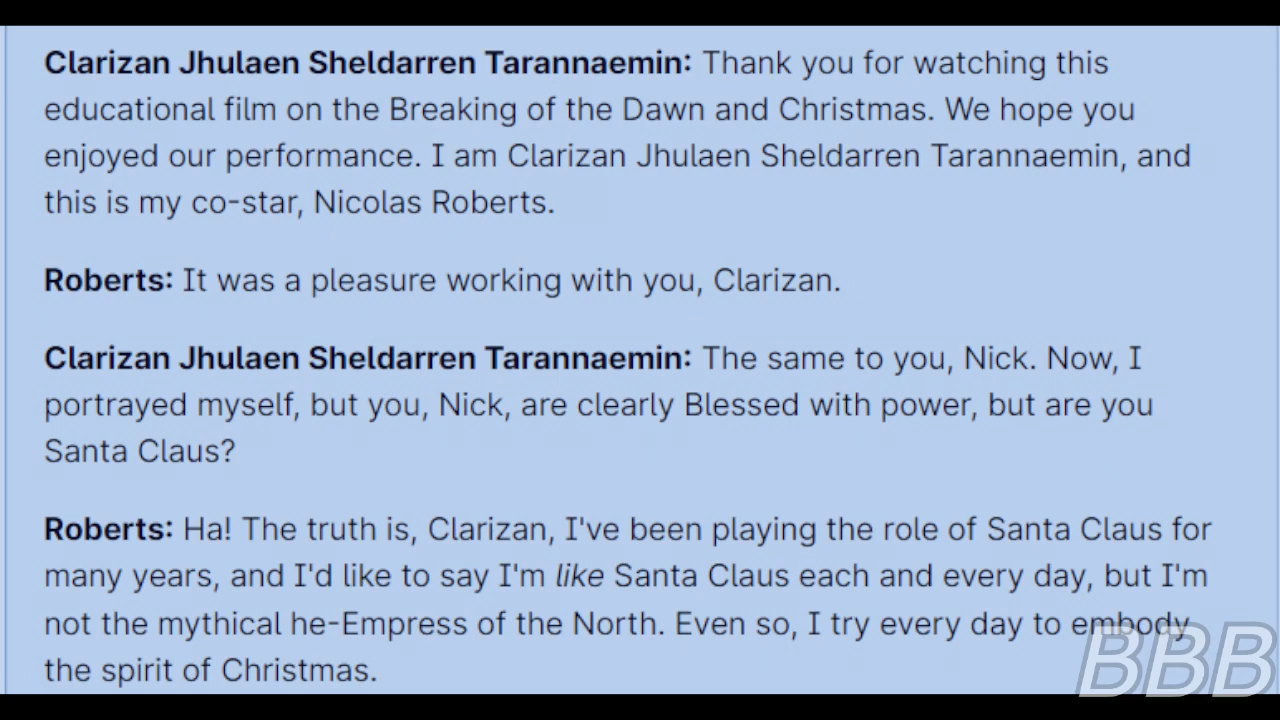 Clarizan Jhulaen Sheldarren Tarannaemin: Thank you for watching this
educational film on the Breaking of the Dawn and Christmas. We hope you
enjoyed our performance. I am Clarizan Jhulaen Sheldarren Tarannaemin, and
this is my co-star, Nicolas Roberts.
Roberts: It was a pleasure working with you, Clarizan.
Clarizan Jhulaen Sheldarren Tarannaemin: The same to you, Nick. Now, I
portrayed myself, but you, Nick, are clearly Blessed with power, but are you
Santa Claus?
Roberts: Ha! The truth is, Clarizan, I've been playing the role of Santa Claus for
many years, and I'd like to say I'm like Santa Claus each and every day, but I'm
not the mythical he-Empress of the North. Even so, I try every day to embody
the spirit of Christmas.
BBB